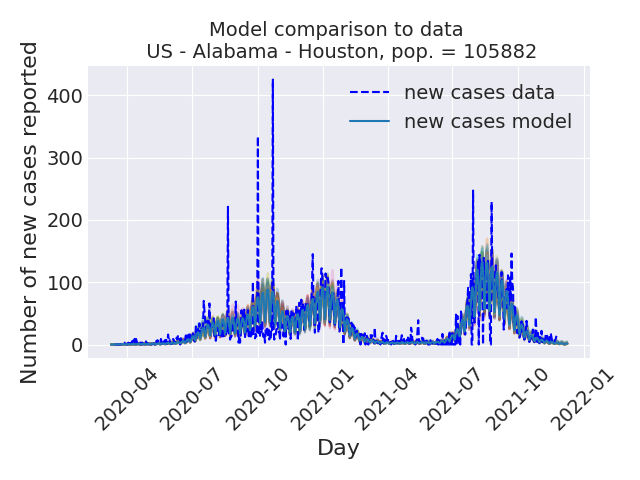 Model comparison to data
US - Alabama - Houston, pop. = 105882
Number of new cases reported
400
300
200
100
0
new cases data
new cases model
2020-04
2020-07
2020-10
2021-01
2021-04
2021-07
2021-10
2022-01
Day